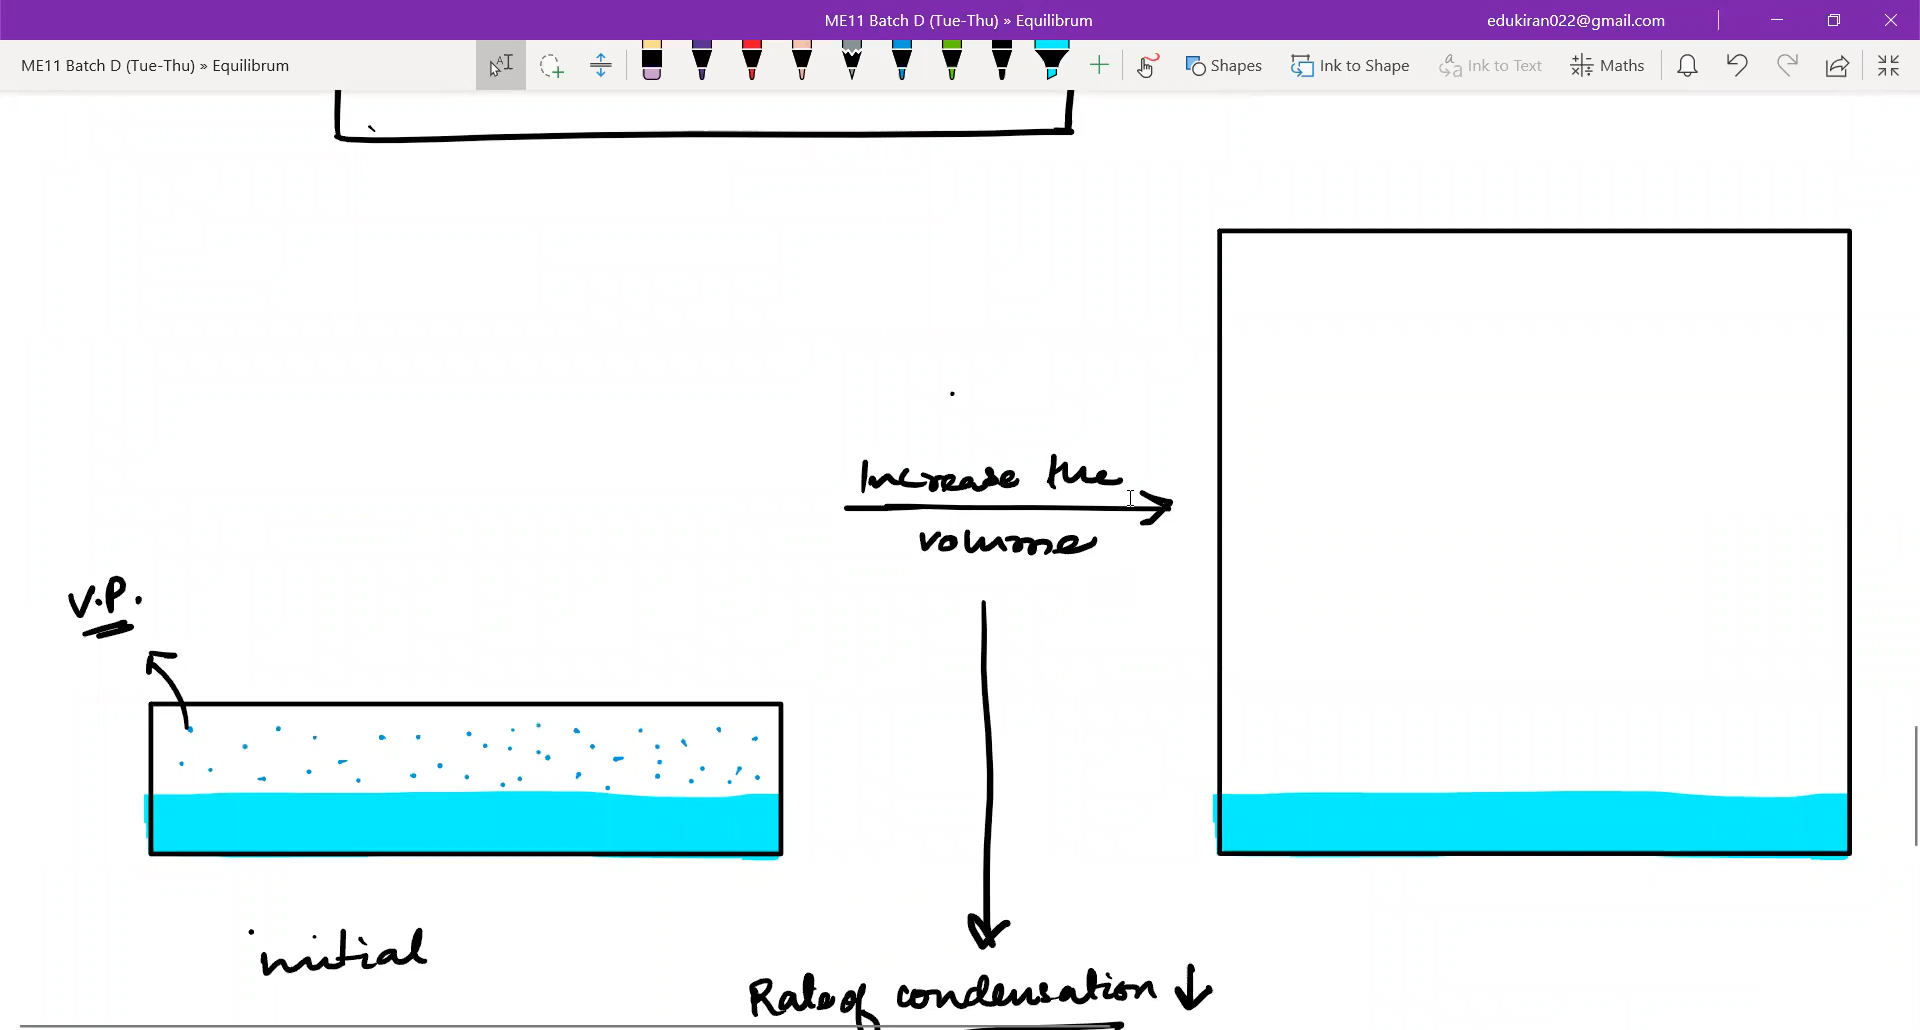 ME11 Batch D (Tue-Thu) » Equilibrum
edukiran022@gmail.com
ME11 Batch D (Tue-Thu) » Equilibrum
Shapes
Ink to Shape
Ink to Text
Maths
Increase the
volume
V.P.
initial
Rate of condensation ↓